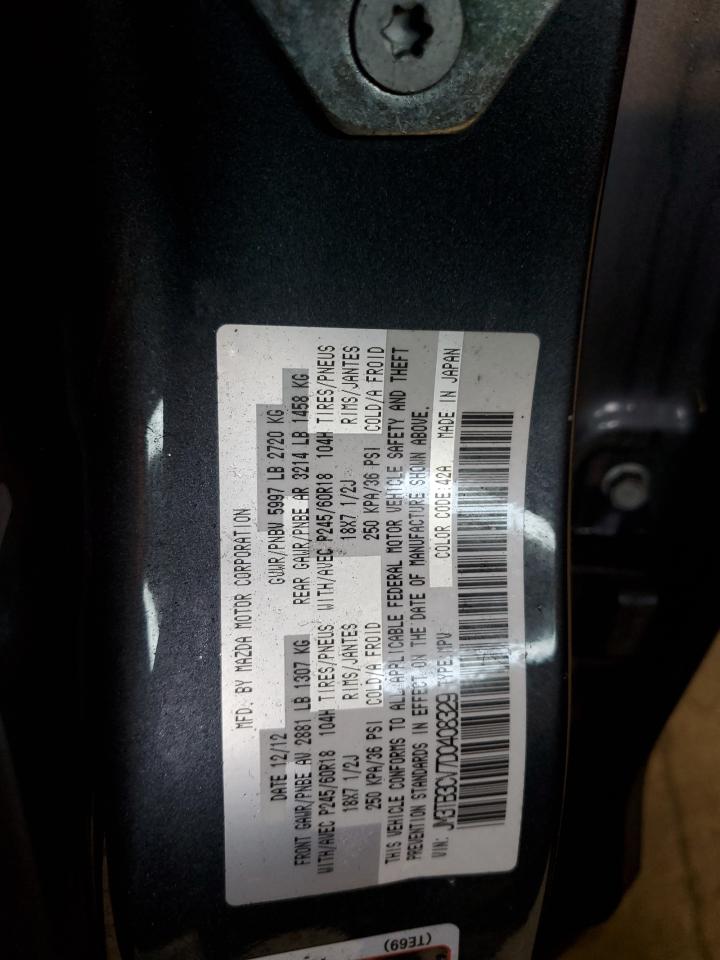 MFD. BY MAZDA MOTOR CORPORATION
DATE 12/12 GVWR/PNBV 5997 LB 2720 KG
FRONT GAWR/PNBE AV 2881 LB 1307 KG REAR GAWR/PNBE AR 3214 LB 1458 KG
WITH/AVEC P245/60R18 104H TIRES/PNEUS WITH/AVEC P245/60R18 104H TIRES/PNEUS
18X7 1/2J RIMS/JANTES 18X7 1/2J RIMS/JANTES
250 KPA/36 PSI COLD/A FROID 250 KPA/36 PSI COLD/A FROID
THIS VEHICLE CONFORMS TO ALL APPLICABLE FEDERAL MOTOR VEHICLE SAFETY AND THEFT
PREVENTION STANDARDS IN EFFECT ON THE DATE OF MANUFACTURE SHOWN ABOVE.
VIN: JM3TB3CV7D0408329 TYPE:MPV COLOR CODE:42A MADE IN JAPAN
(TE69)